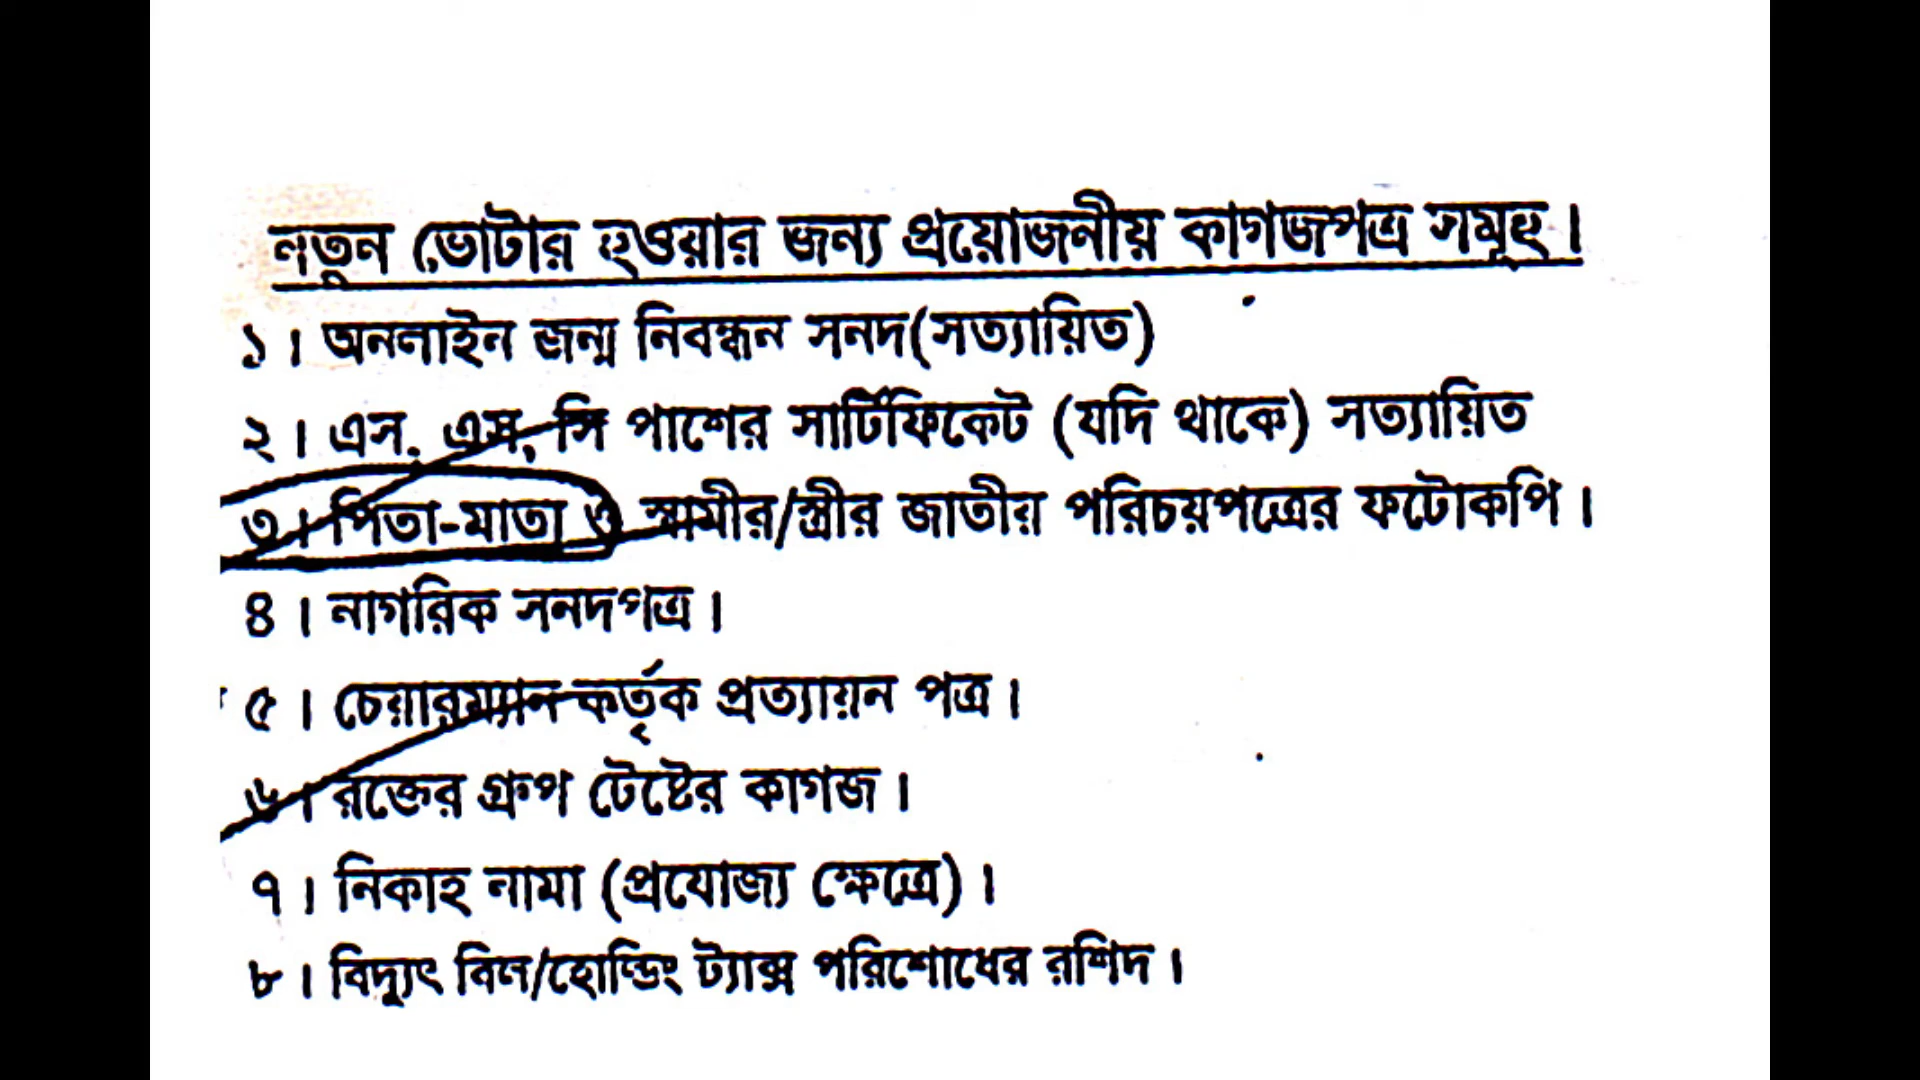 নতুন ভোটার হওয়ার জন্য প্রয়োজনীয় কাগজপত্র সমূহ।
১। অনলাইন জন্ম নিবন্ধন সনদ(সত্যায়িত)
২। এস. এস, সি পাশের সার্টিফিকেট (যদি থাকে) সত্যায়িত
৩। পিতা-মাতা ও স্বামীর/স্ত্রীর জাতীয় পরিচয়পত্রের ফটোকপি।
৪। নাগরিক সনদপত্র।
৫। চেয়ারম্যান কর্তৃক প্রত্যায়ন পত্র।
৬। রক্তের গ্রুপ টেষ্টের কাগজ।
৭। নিকাহ নামা (প্রযোজ্য ক্ষেত্রে)।
৮। বিদ্যুৎ বিল/হোল্ডিং ট্যাক্স পরিশোধের রশিদ।